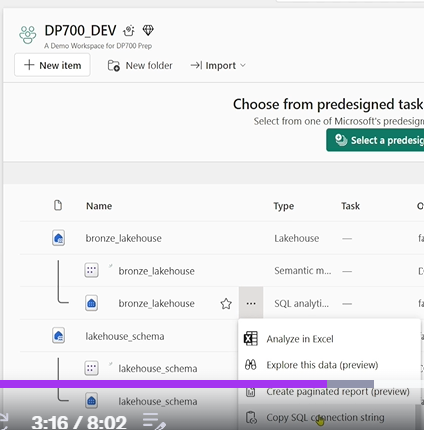 DP700_DEV
A Demo Workspace for DP700 Prep
+ New item New folder Import
Choose from predesigned task
Select from one of Microsoft's predesign
Select a predesig
Name Type Task O
bronze_lakehouse Lakehouse — fa
bronze_lakehouse Semantic m... — D
bronze_lakehouse ... SQL analyti... — fa
lakehouse_schema
Analyze in Excel
Explore this data (preview)
lakehouse_schema
Create paginated report (preview)
lakehouse_schema
Copy SQL connection string
3:16 / 8:02